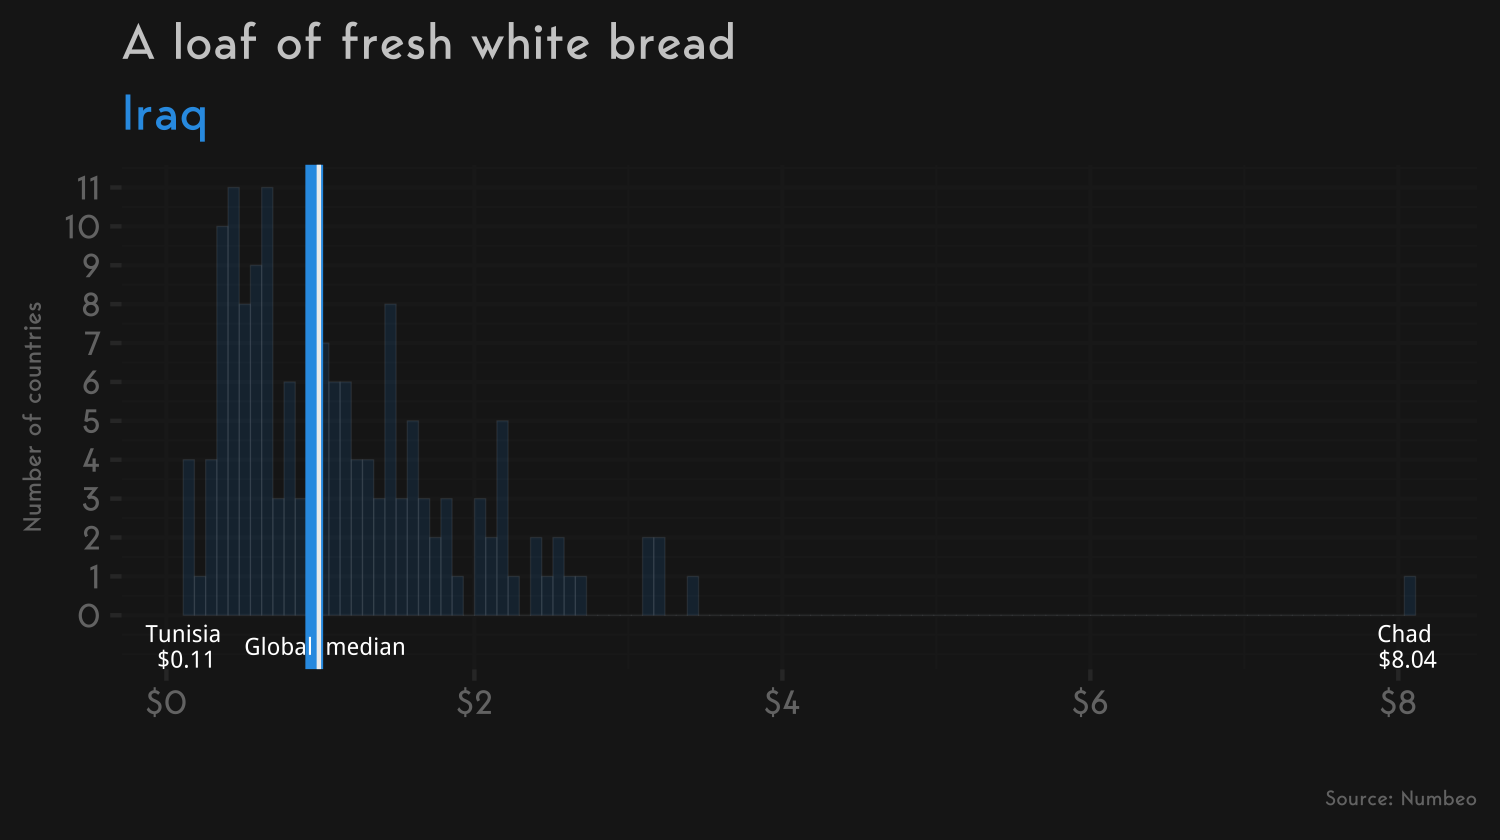 A loaf of fresh white bread
Iraq
Number of countries
11
10
9
8
7
6
5
4
3
2
1
0
Tunisia
$0.11
Global median
Chad
$8.04
$0 $2 $4 $6 $8
Source: Numbeo